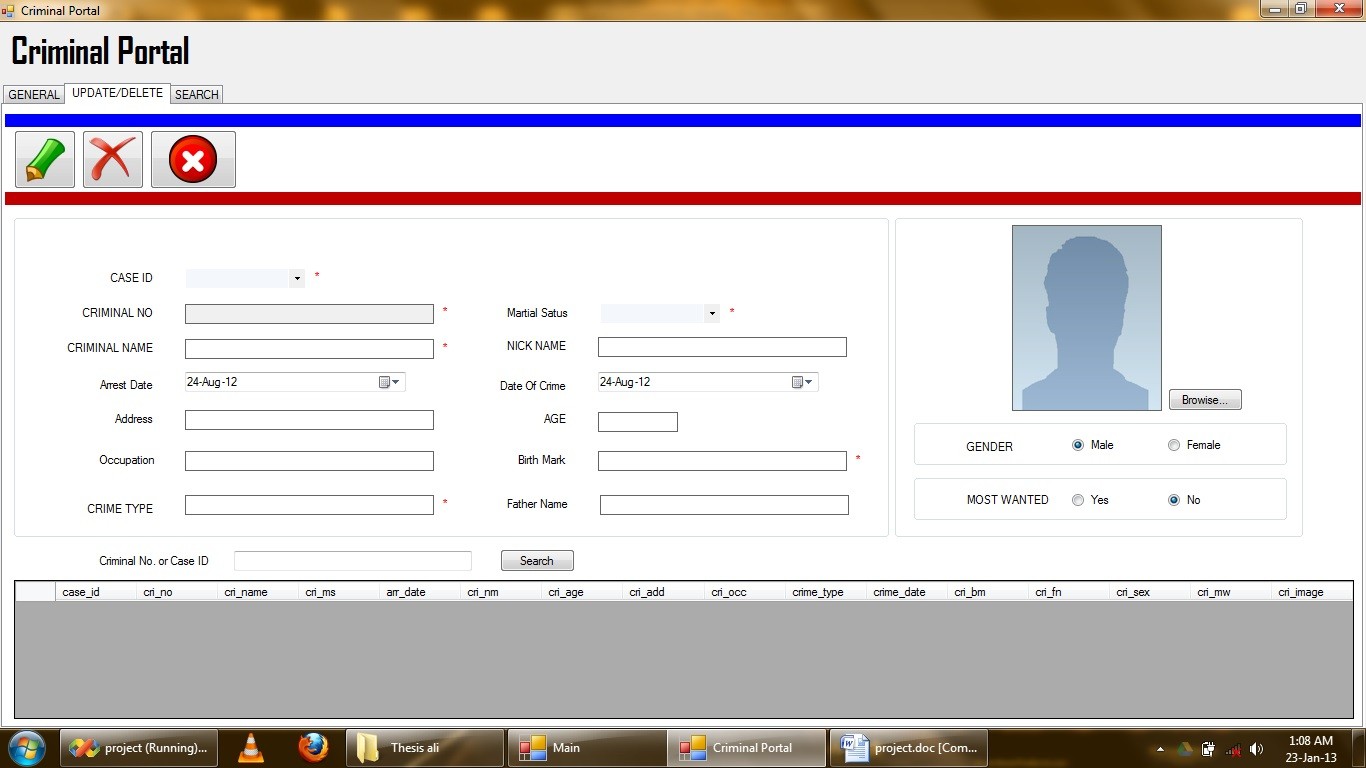 Criminal Portal
Criminal Portal
GENERAL UPDATE/DELETE SEARCH
CASE ID *
CRIMINAL NO * Martial Satus *
CRIMINAL NAME * NICK NAME
Arrest Date 24-Aug-12 Date Of Crime 24-Aug-12
Browse...
Address AGE
GENDER Male Female
Occupation Birth Mark *
MOST WANTED Yes No
CRIME TYPE * Father Name
Criminal No. or Case ID Search
case_id cri_no cri_name cri_ms arr_date cri_nm cri_age cri_add cri_occ crime_type crime_date cri_bm cri_fn cri_sex cri_mw cri_image
project (Running)... Thesis ali Main Criminal Portal project.doc [Com... 1:08 AM
23-Jan-13